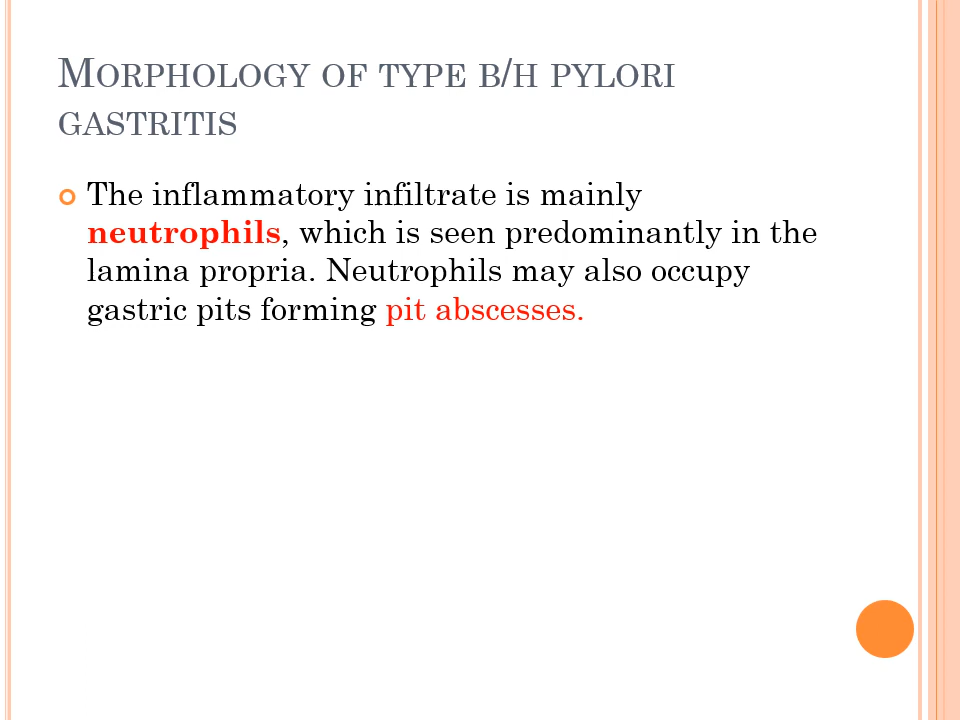 Morphology of type b/h pylori
gastritis
The inflammatory infiltrate is mainly
neutrophils, which is seen predominantly in the
lamina propria. Neutrophils may also occupy
gastric pits forming pit abscesses.